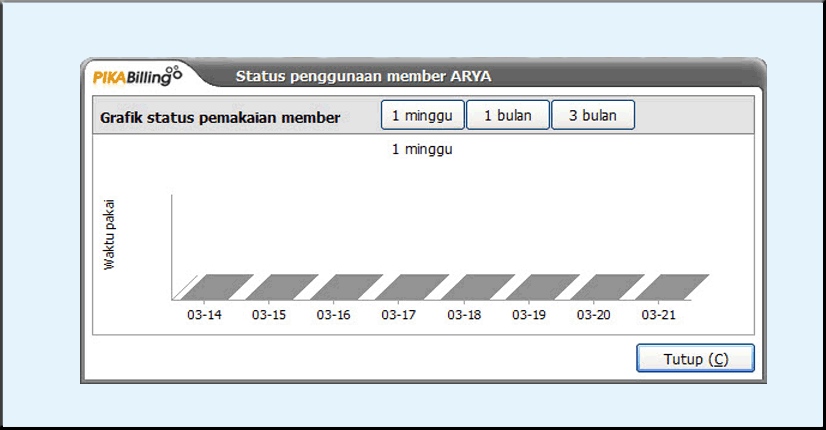 PIKABilling
Status penggunaan member ARYA
Grafik status pemakaian member
1 minggu
1 bulan
3 bulan
1 minggu
Waktu pakai
03-14 03-15 03-16 03-17 03-18 03-19 03-20 03-21
Tutup (C)